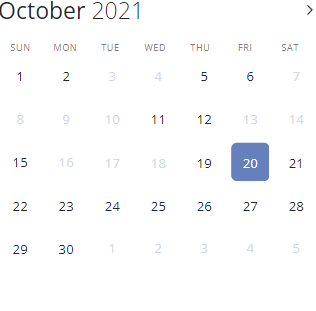 October 2021
SUN MON TUE WED THU FRI SAT
1 2 3 4 5 6 7
8 9 10 11 12 13 14
15 16 17 18 19 20 21
22 23 24 25 26 27 28
29 30 1 2 3 4 5